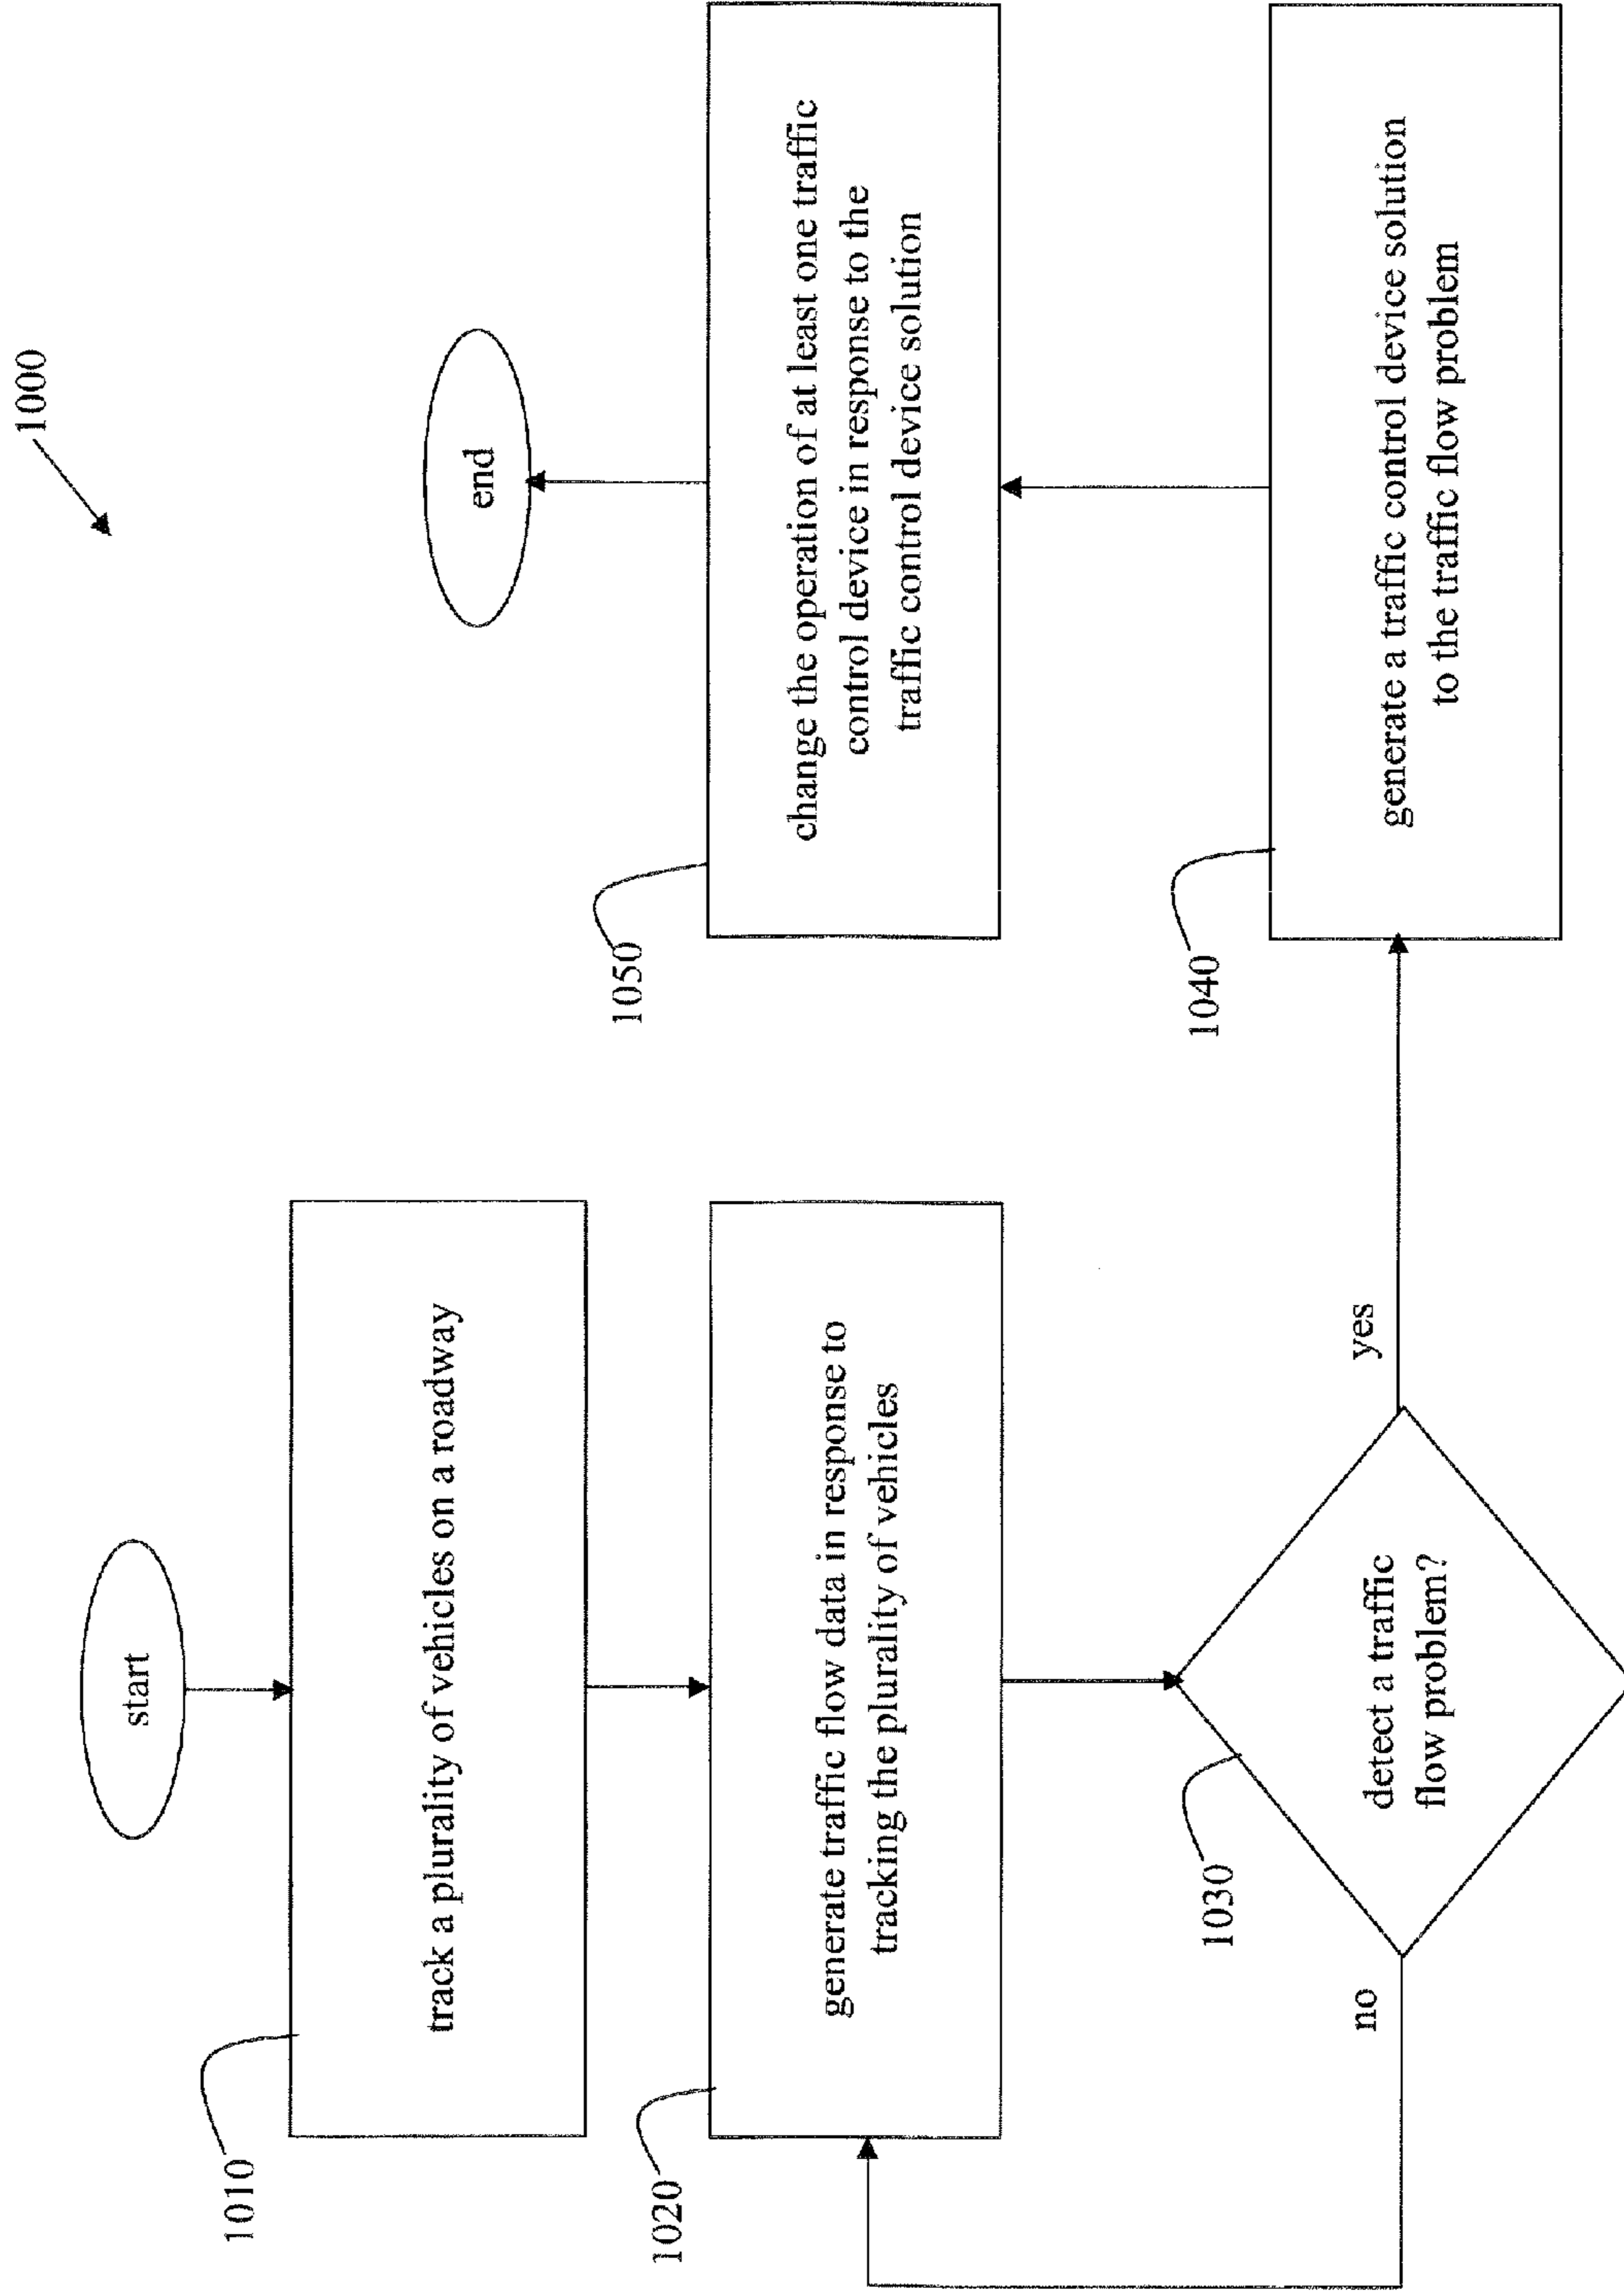 1000
start
1010
track a plurality of vehicles on a roadway
1020
generate traffic flow data in response to
tracking the plurality of vehicles
1030
detect a traffic
flow problem?
no
yes
1040
generate a traffic control device solution
to the traffic flow problem
1050
change the operation of at least one traffic
control device in response to the
traffic control device solution
end